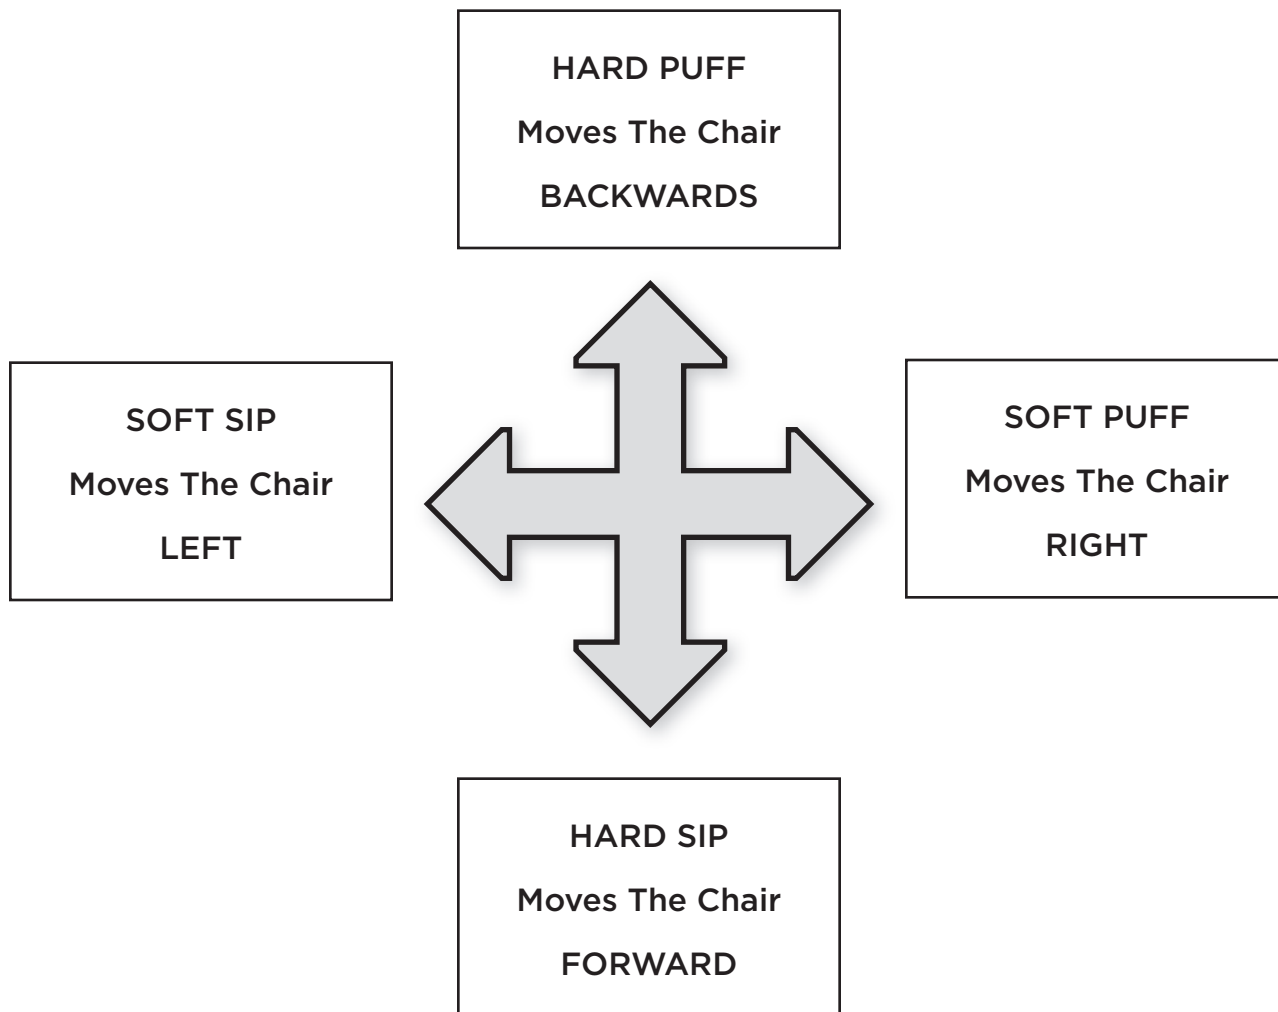 HARD PUFF
Moves The Chair
BACKWARDS
SOFT SIP
Moves The Chair
LEFT
SOFT PUFF
Moves The Chair
RIGHT
HARD SIP
Moves The Chair
FORWARD